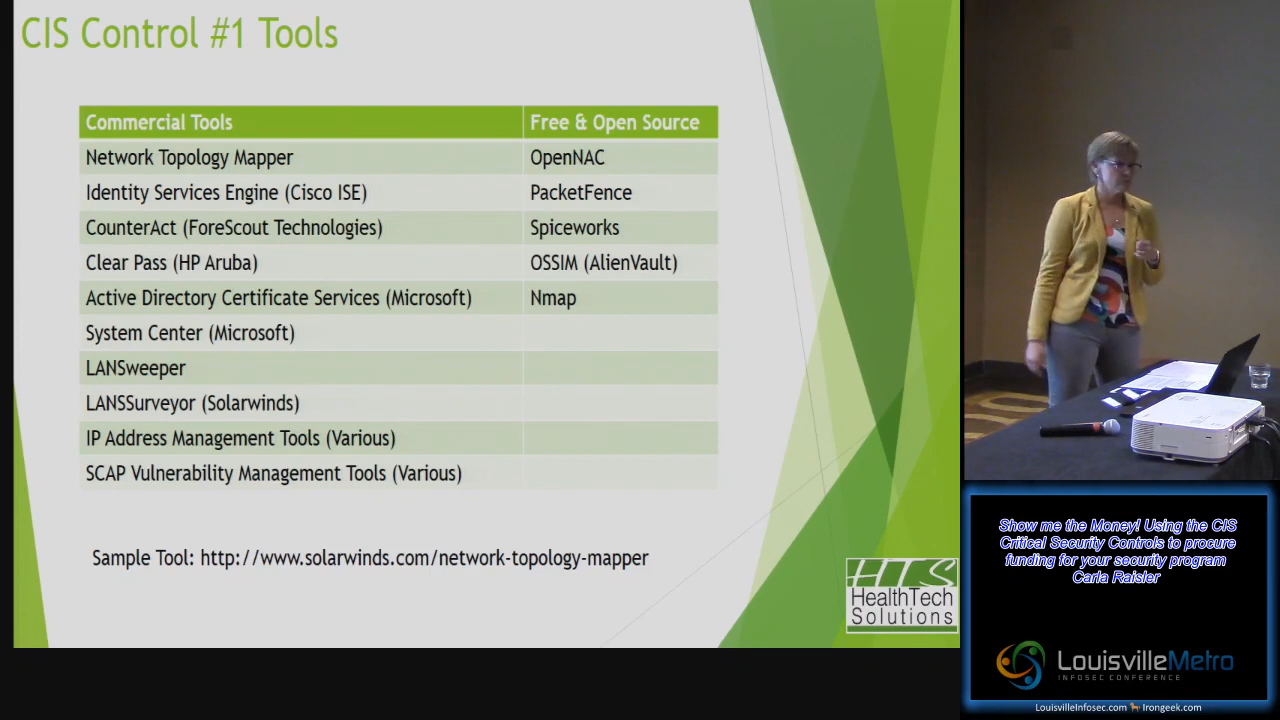 CIS Control #1 Tools
Commercial Tools Free & Open Source
Network Topology Mapper OpenNAC
Identity Services Engine (Cisco ISE) PacketFence
CounterAct (ForeScout Technologies) Spiceworks
Clear Pass (HP Aruba) OSSIM (AlienVault)
Active Directory Certificate Services (Microsoft) Nmap
System Center (Microsoft)
LANSweeper
LANSSurveyor (Solarwinds)
IP Address Management Tools (Various)
SCAP Vulnerability Management Tools (Various)
Sample Tool: http://www.solarwinds.com/network-topology-mapper
HTS
HealthTech
Solutions
Show me the Money! Using the CIS
Critical Security Controls to procure
funding for your security program
Carla Raisler
LouisvilleMetro
INFOSEC CONFERENCE
LouisvilleInfosec.com Irongeek.com